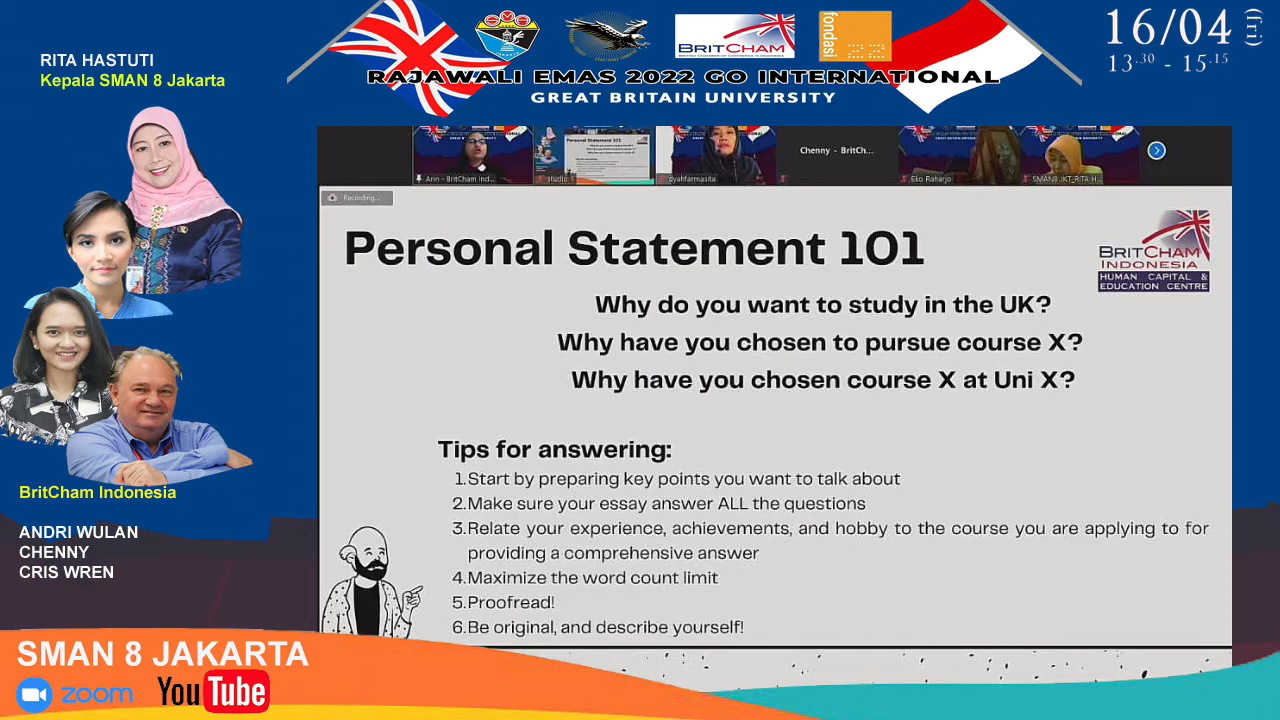 RITA HASTUTI
Kepala SMAN 8 Jakarta
BRITCHAM
fondasi
RAJAWALI EMAS 2022 GO INTERNATIONAL
GREAT BRITAIN UNIVERSITY
16/04 (fri)
13.30 - 15.15
Personal Statement 101
Chenny - BritCh...
Arin - BritCham Ind...
studio 1
dyahfarmasita
Eko Raharjo
SMAN8 JKT_RITA H...
Recording...
Personal Statement 101
BRITCHAM
INDONESIA
HUMAN CAPITAL &
EDUCATION CENTRE
Why do you want to study in the UK?
Why have you chosen to pursue course X?
Why have you chosen course X at Uni X?
Tips for answering:
1.Start by preparing key points you want to talk about
2.Make sure your essay answer ALL the questions
3.Relate your experience, achievements, and hobby to the course you are applying to for
providing a comprehensive answer
4.Maximize the word count limit
5.Proofread!
6.Be original, and describe yourself!
BritCham Indonesia
ANDRI WULAN
CHENNY
CRIS WREN
SMAN 8 JAKARTA
zoom
YouTube